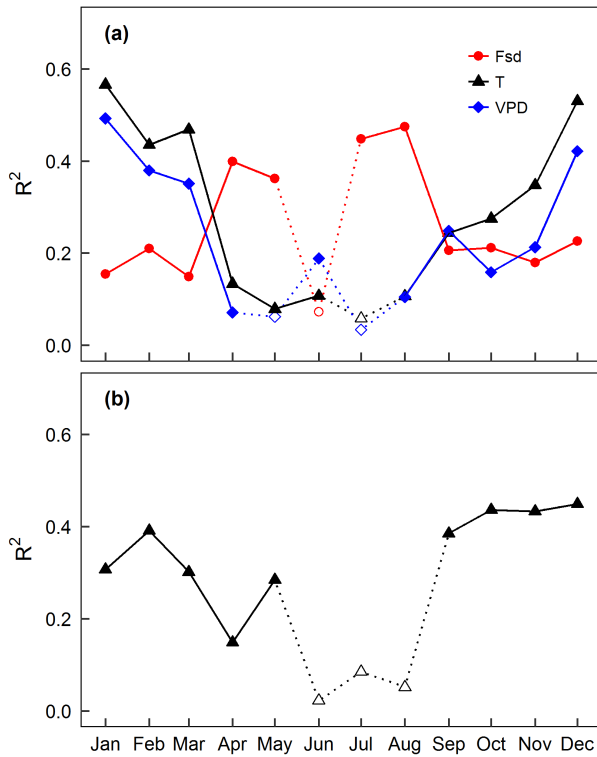 (a)
Fsd
T
VPD
0.6
0.4
0.2
0.0
R²
(b)
0.6
0.4
0.2
0.0
R²
Jan Feb Mar Apr May Jun Jul Aug Sep Oct Nov Dec